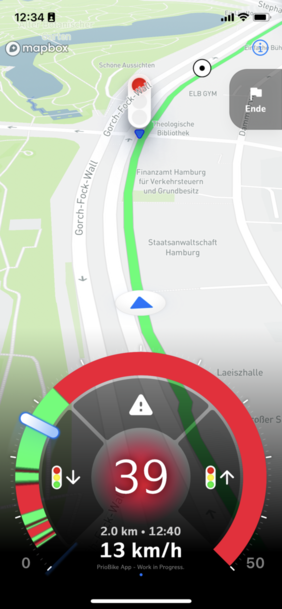 12:34
Stepha
mapbox
Schöne Aussichten
ELB GYM
Ende
Gorch-Fock-Wall
Theologische
Bibliothek
Finanzamt Hamburg
für Verkehrsteuern
und Grundbesitz
Gorch-Fock-Wall
Staatsanwaltschaft
Hamburg
Laeiszhalle
39
2.0 km • 12:40
13 km/h
PrioBike App - Work in Progress.
0
50